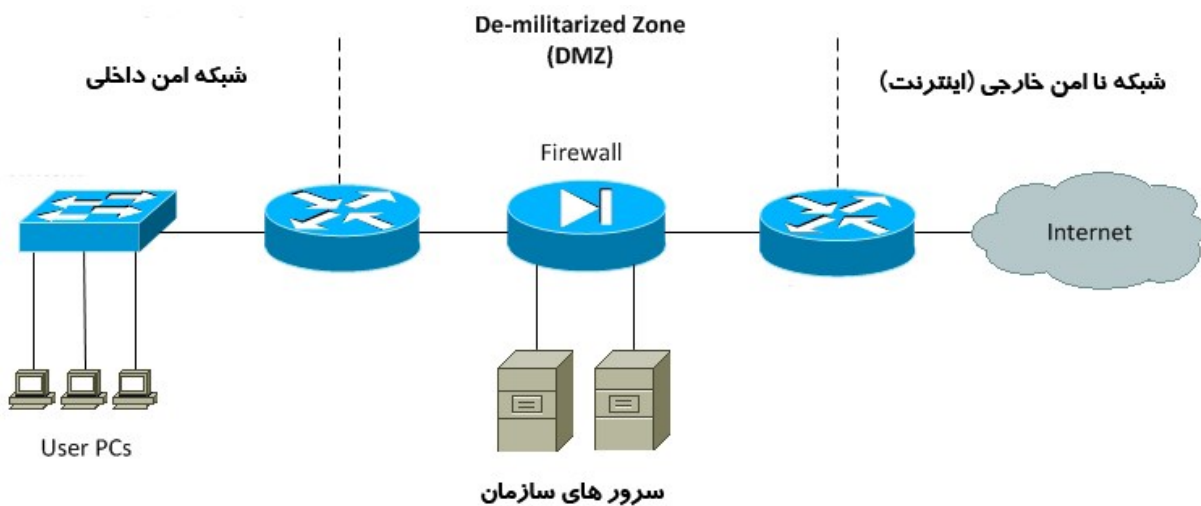 De-militarized Zone
(DMZ)
شبکه امن داخلی
شبکه نا امن خارجی (اینترنت)
Firewall
Internet
User PCs
سرور های سازمان